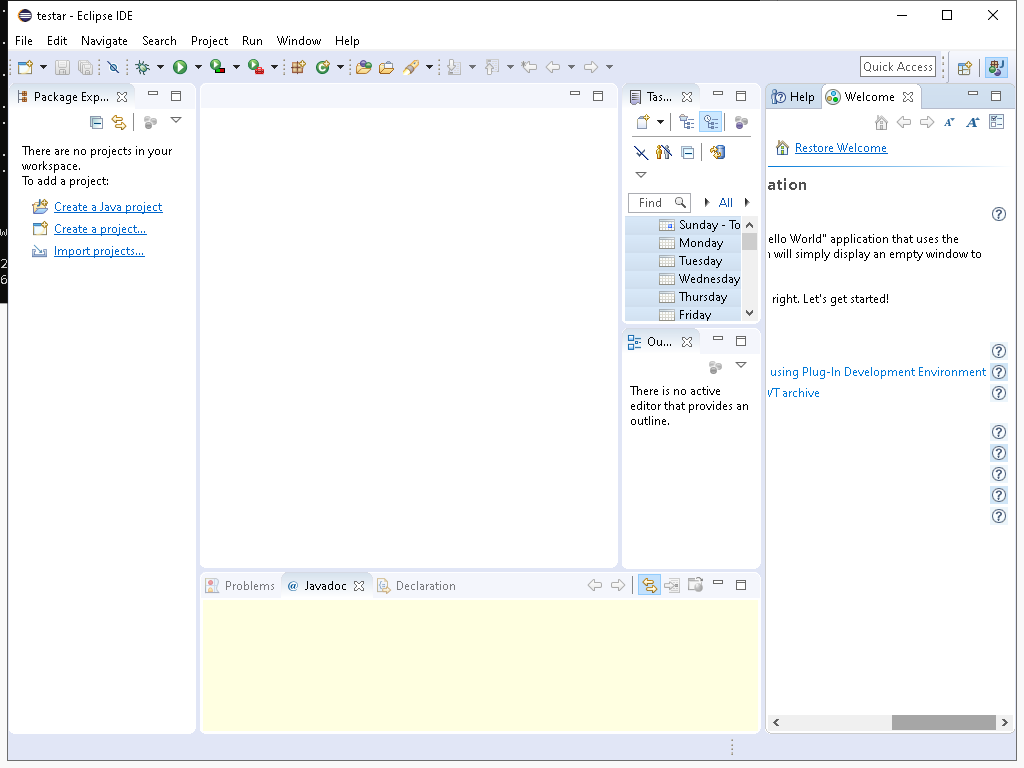 testar - Eclipse IDE
File Edit Navigate Search Project Run Window Help
Quick Access
Package Exp...
There are no projects in your
workspace.
To add a project:
Create a Java project
Create a project...
Import projects...
Tas...
Find
All
Sunday - To
Monday
Tuesday
Wednesday
Thursday
Friday
Ou...
There is no active
editor that provides an
outline.
Help
Welcome
Restore Welcome
ation
ello World" application that uses the
will simply display an empty window to
right. Let's get started!
using Plug-In Development Environment
VT archive
Problems
@ Javadoc
Declaration